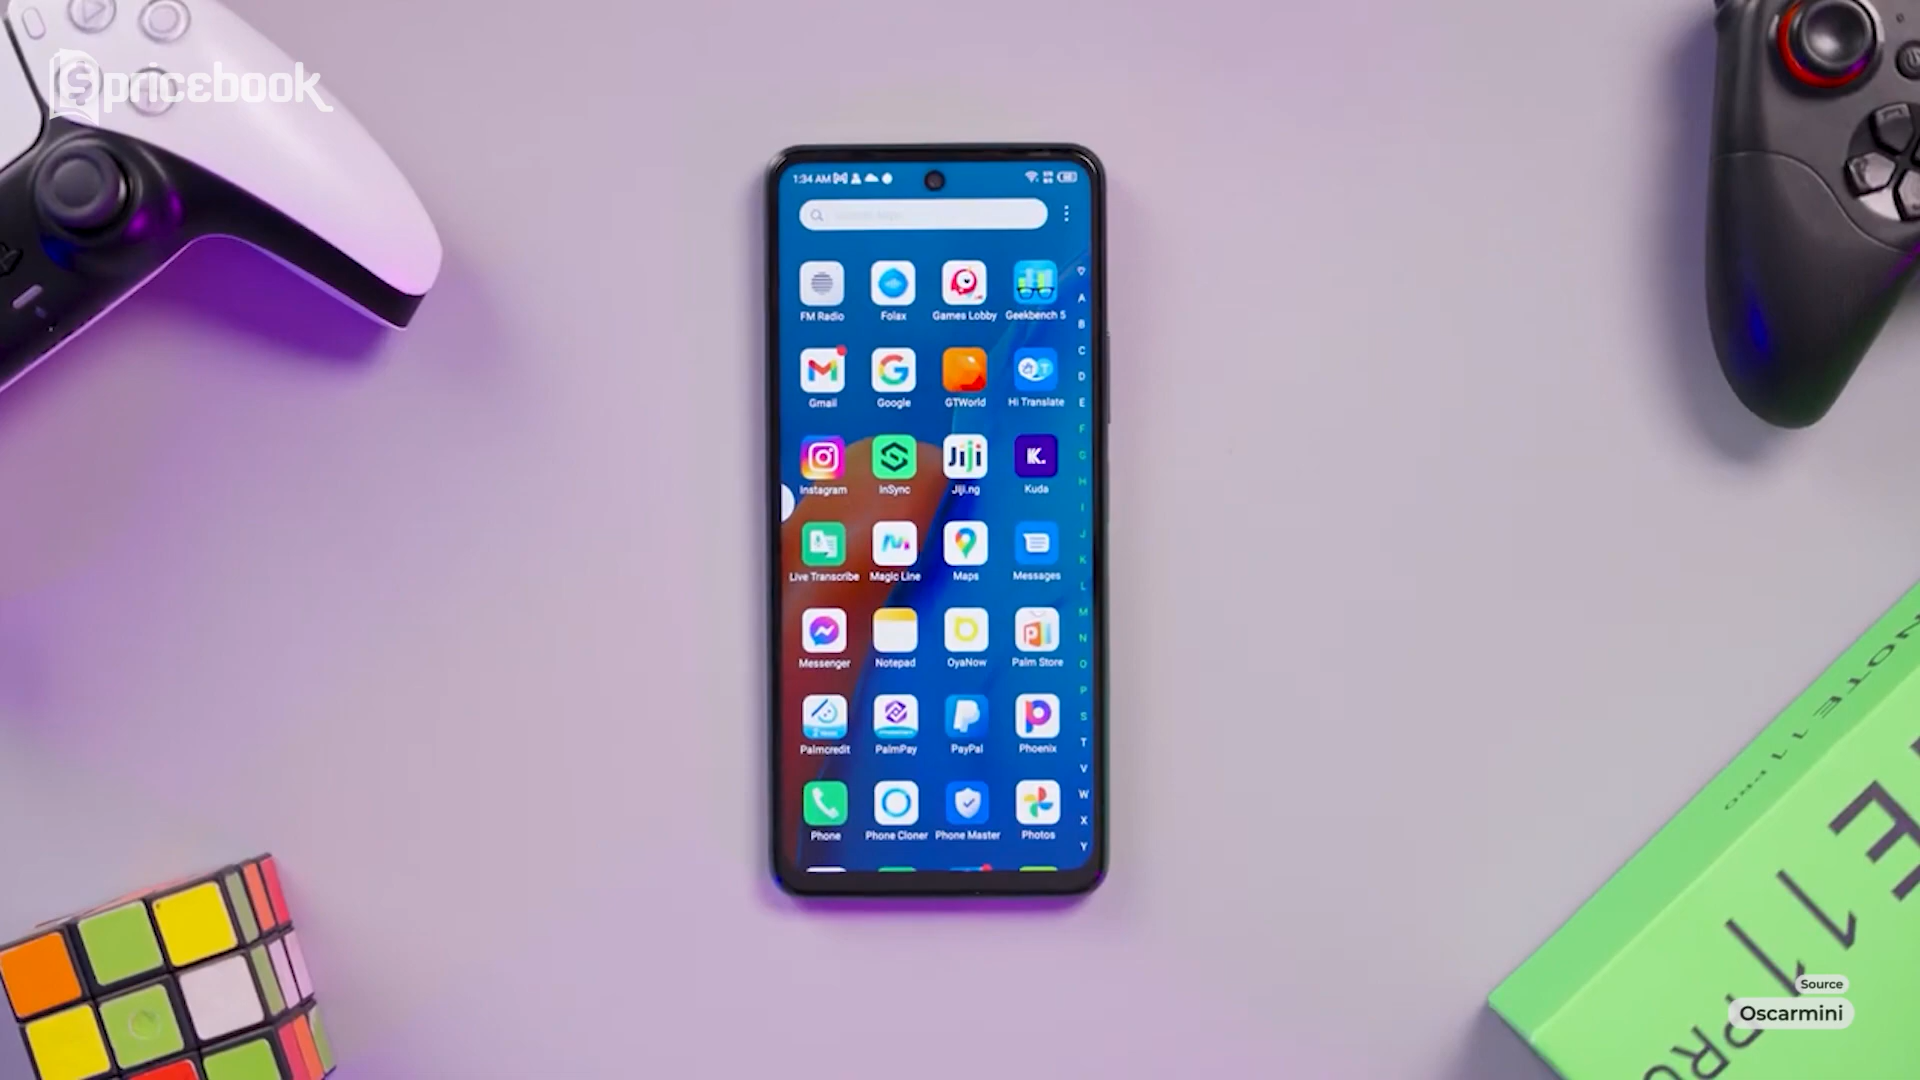 pricebook
1:34 AM
FM Radio
Folax
Games Lobby
Geekbench 5
Gmail
Google
GTWorld
Hi Translate
Instagram
InSync
Jiji
Jiji.ng
K.
Kuda
Live Transcribe
Magic Line
Maps
Messages
Messenger
Notepad
OyaNow
Palm Store
Palmcredit
PalmPay
PayPal
Phoenix
Phone
Phone Cloner
Phone Master
Photos
A
B
C
D
E
F
G
H
I
J
K
L
M
N
O
P
S
T
V
W
X
Y
NOTE 11 PRO
E 11 PRO
Source
Oscarmini